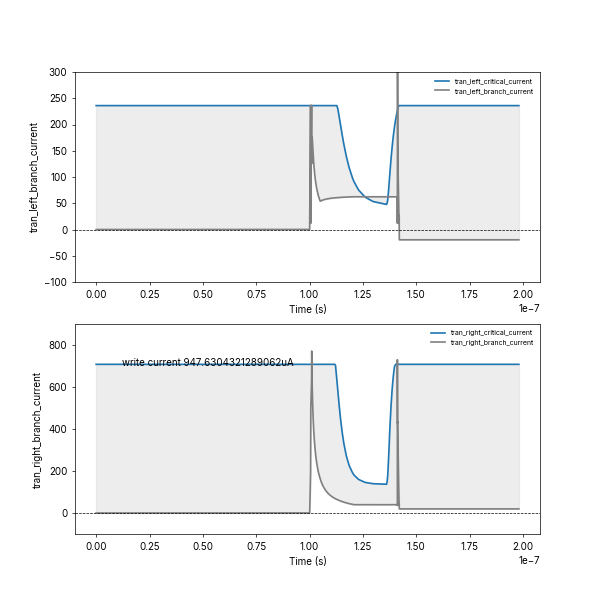 300
250
200
150
100
50
0
−50
−100
tran_left_branch_current
tran_left_critical_current
tran_left_branch_current
0.00 0.25 0.50 0.75 1.00 1.25 1.50 1.75 2.00
Time (s)
1e−7
800
600
400
200
0
tran_right_branch_current
tran_right_critical_current
tran_right_branch_current
write current 947.6304321289062uA
0.00 0.25 0.50 0.75 1.00 1.25 1.50 1.75 2.00
Time (s)
1e−7